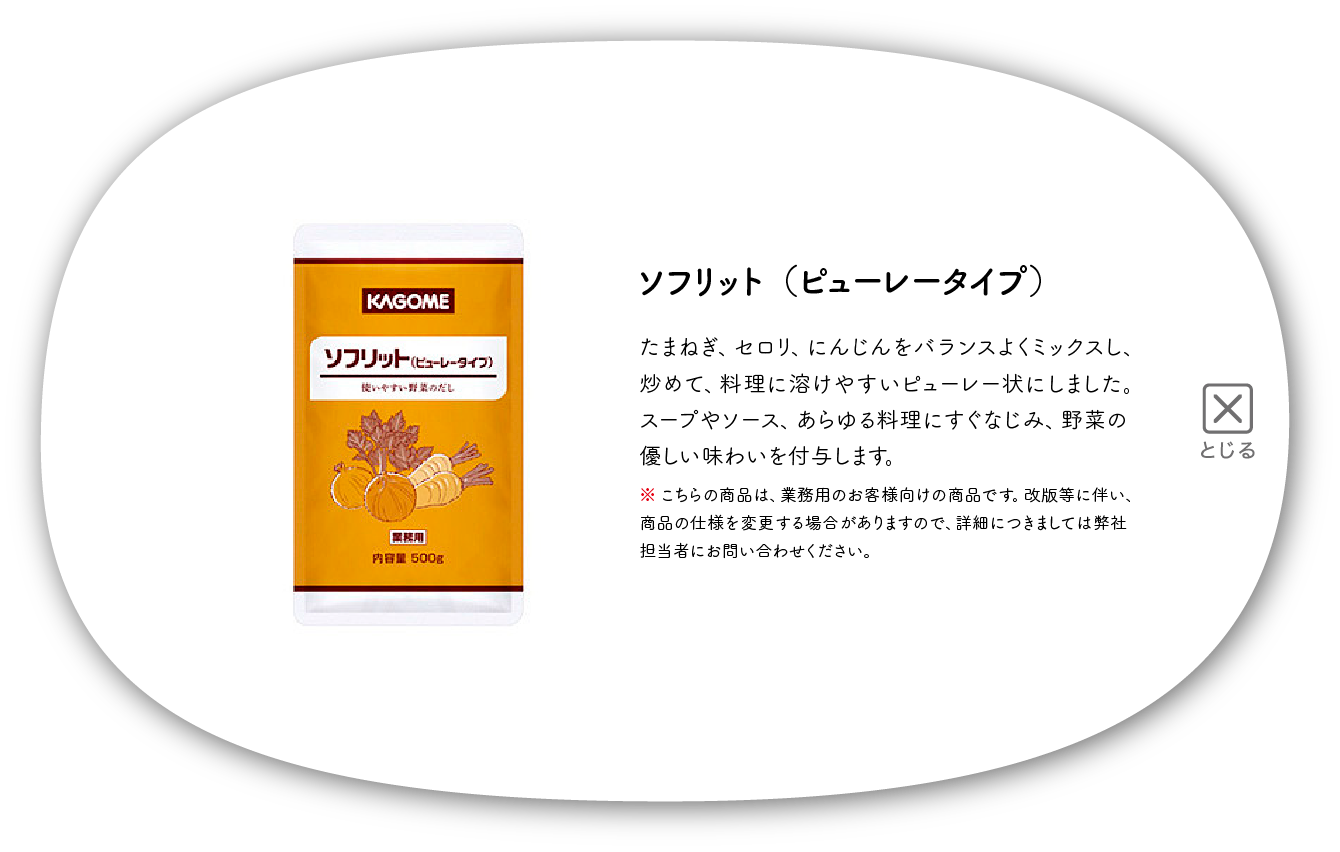 KAGOME
ソフリット(ピューレータイプ)
使いやすい野菜のだし
業務用
内容量 500g
ソフリット（ピューレータイプ）
たまねぎ、セロリ、にんじんをバランスよくミックスし、
炒めて、料理に溶けやすいピューレー状にしました。
スープやソース、あらゆる料理にすぐなじみ、野菜の
優しい味わいを付与します。
※ こちらの商品は、業務用のお客様向けの商品です。改版等に伴い、
商品の仕様を変更する場合がありますので、詳細につきましては弊社
担当者にお問い合わせください。
とじる